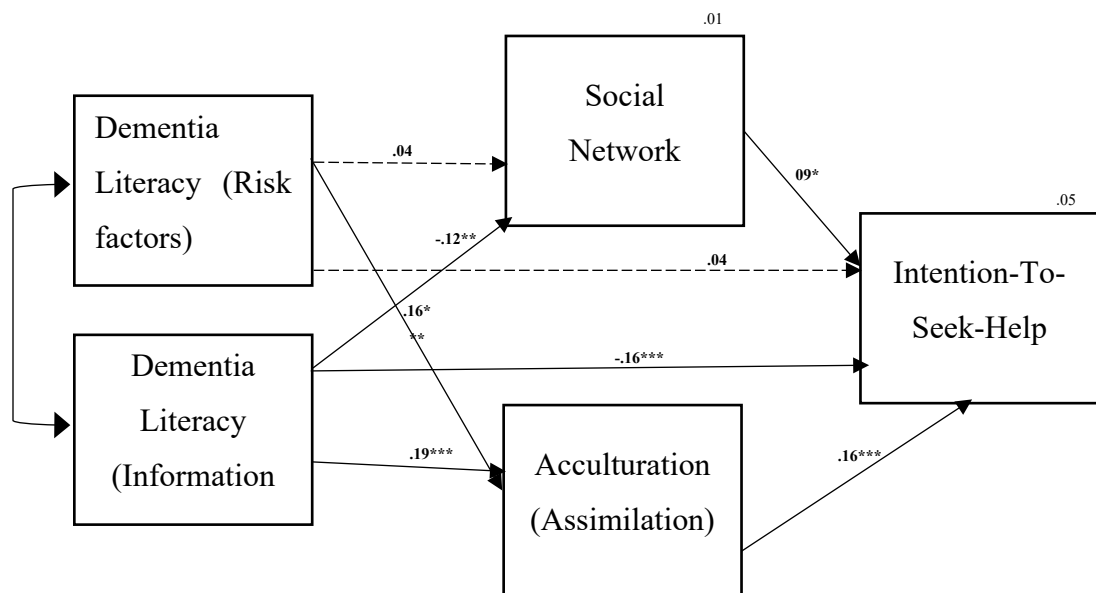 .01
Social
Network
Dementia
Literacy (Risk
factors)
.04
09*
.05
-.12**
.04
Intention-To-
Seek-Help
.16*
**
-.16***
Dementia
Literacy
(Information
.19***
Acculturation
(Assimilation)
.16***